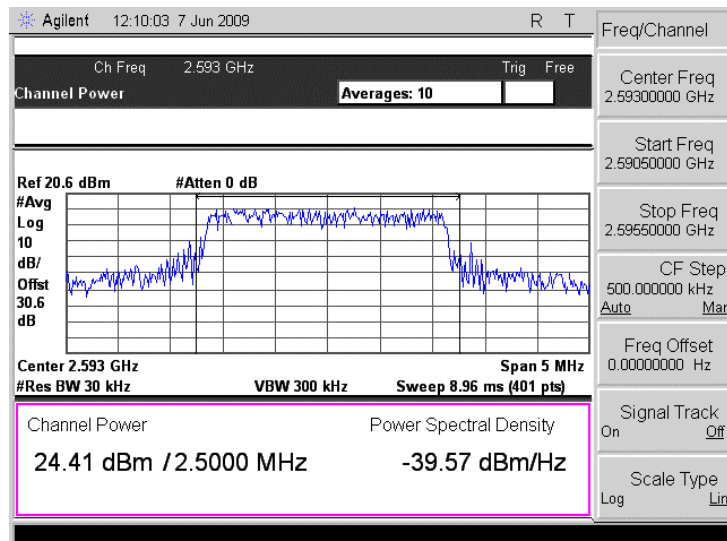 Agilent 12:10:03 7 Jun 2009 R T
Ch Freq 2.593 GHz Trig Free
Channel Power Averages: 10
Ref 20.6 dBm #Atten 0 dB
#Avg
Log
10
dB/
Offst
30.6
dB
Center 2.593 GHz Span 5 MHz
#Res BW 30 kHz VBW 300 kHz Sweep 8.96 ms (401 pts)
Channel Power Power Spectral Density
24.41 dBm / 2.5000 MHz -39.57 dBm/Hz
Freq/Channel
Center Freq
2.59300000 GHz
Start Freq
2.59050000 GHz
Stop Freq
2.59550000 GHz
CF Step
500.000000 kHz
Auto Man
Freq Offset
0.00000000 Hz
Signal Track
On Off
Scale Type
Log Lin